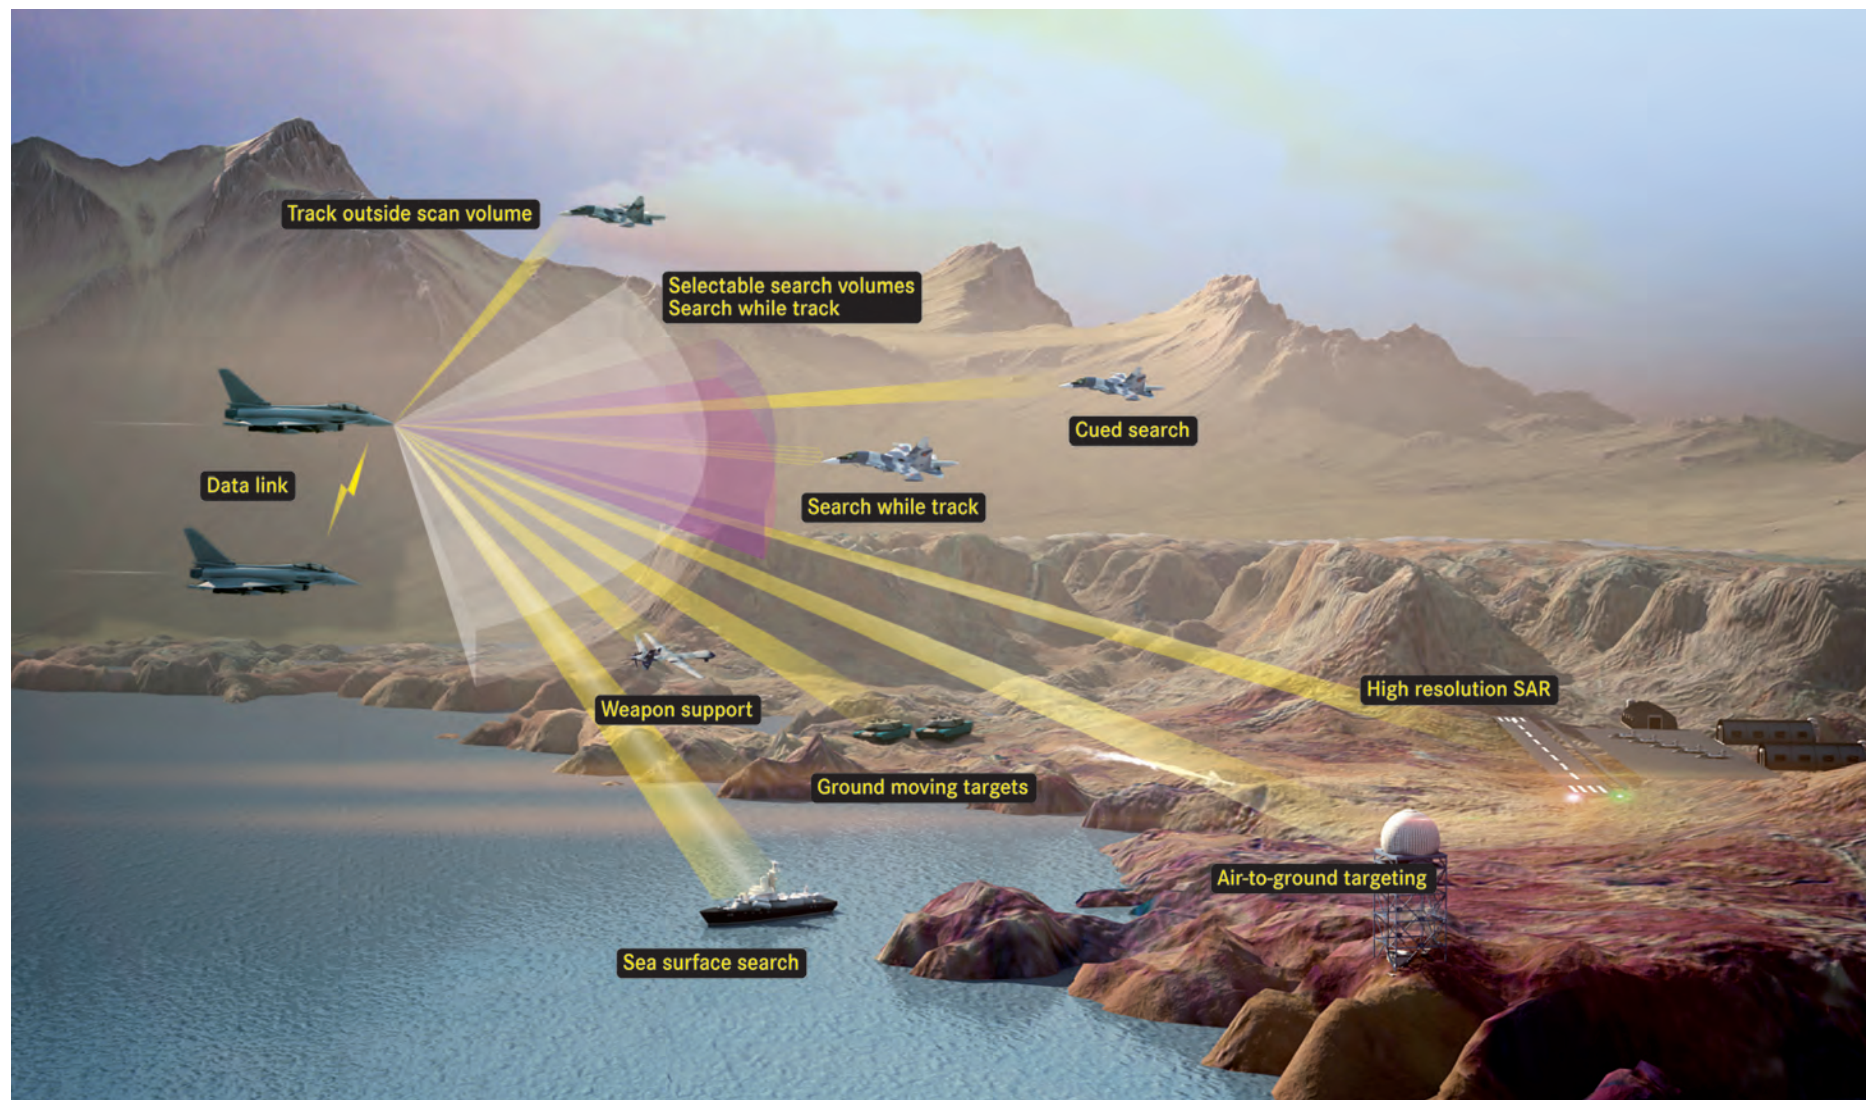 Track outside scan volume
Selectable search volumes
Search while track
Cued search
Data link
Search while track
High resolution SAR
Weapon support
Ground moving targets
Air-to-ground targeting
Sea surface search